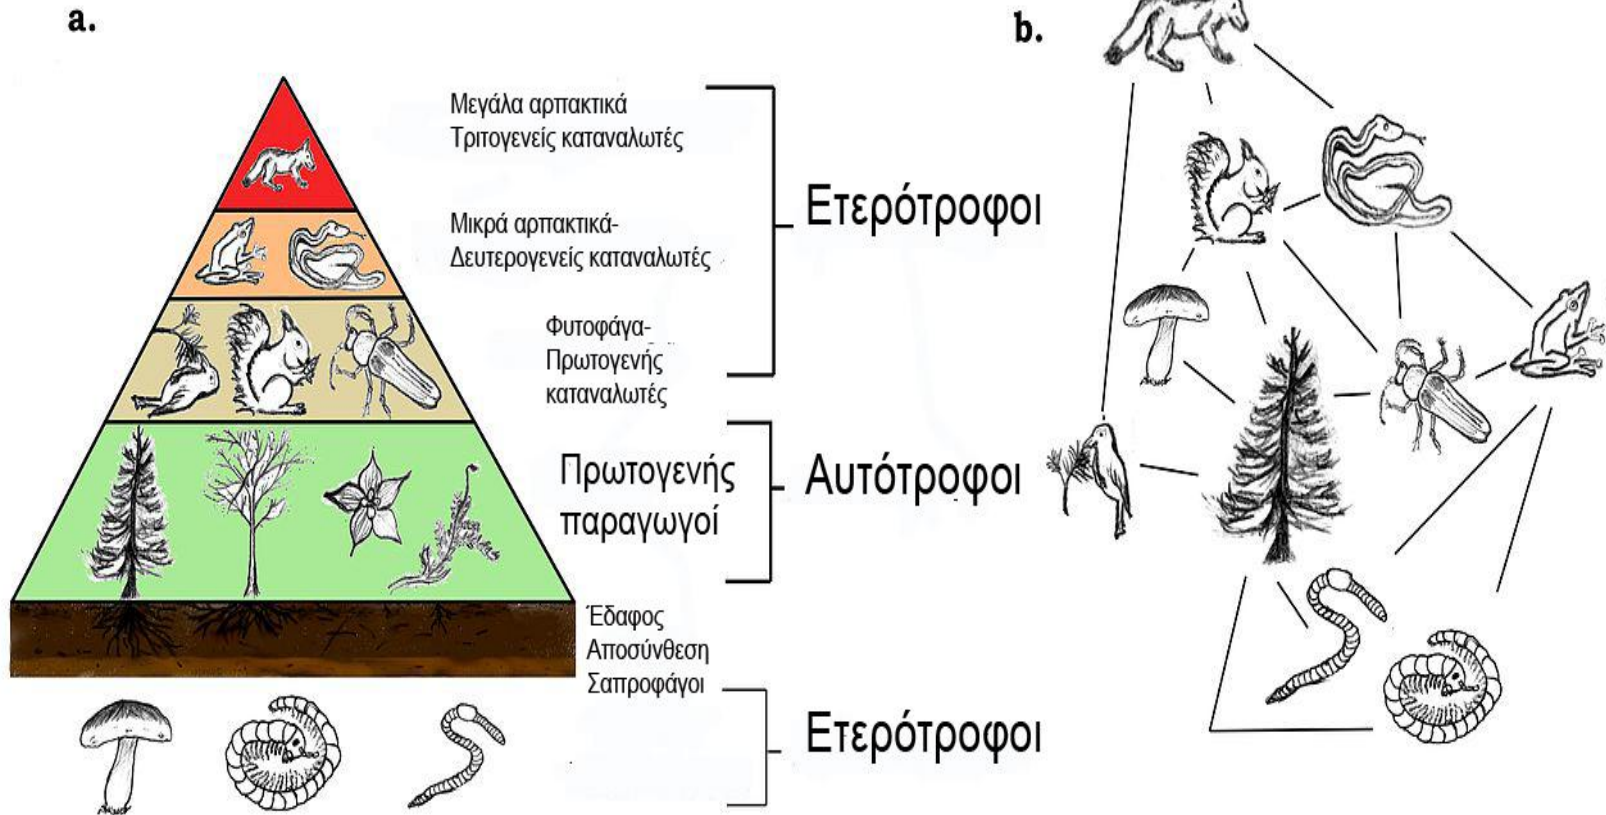 a.
Μεγάλα αρπακτικά
Τριτογενείς καταναλωτές
Ετερότροφοι
Μικρά αρπακτικά-
Δευτερογενείς καταναλωτές
Φυτοφάγα-
Πρωτογενής
καταναλωτές
Πρωτογενής
παραγωγοί
Αυτότροφοι
Έδαφος
Αποσύνθεση
Σαπροφάγοι
Ετερότροφοι
b.